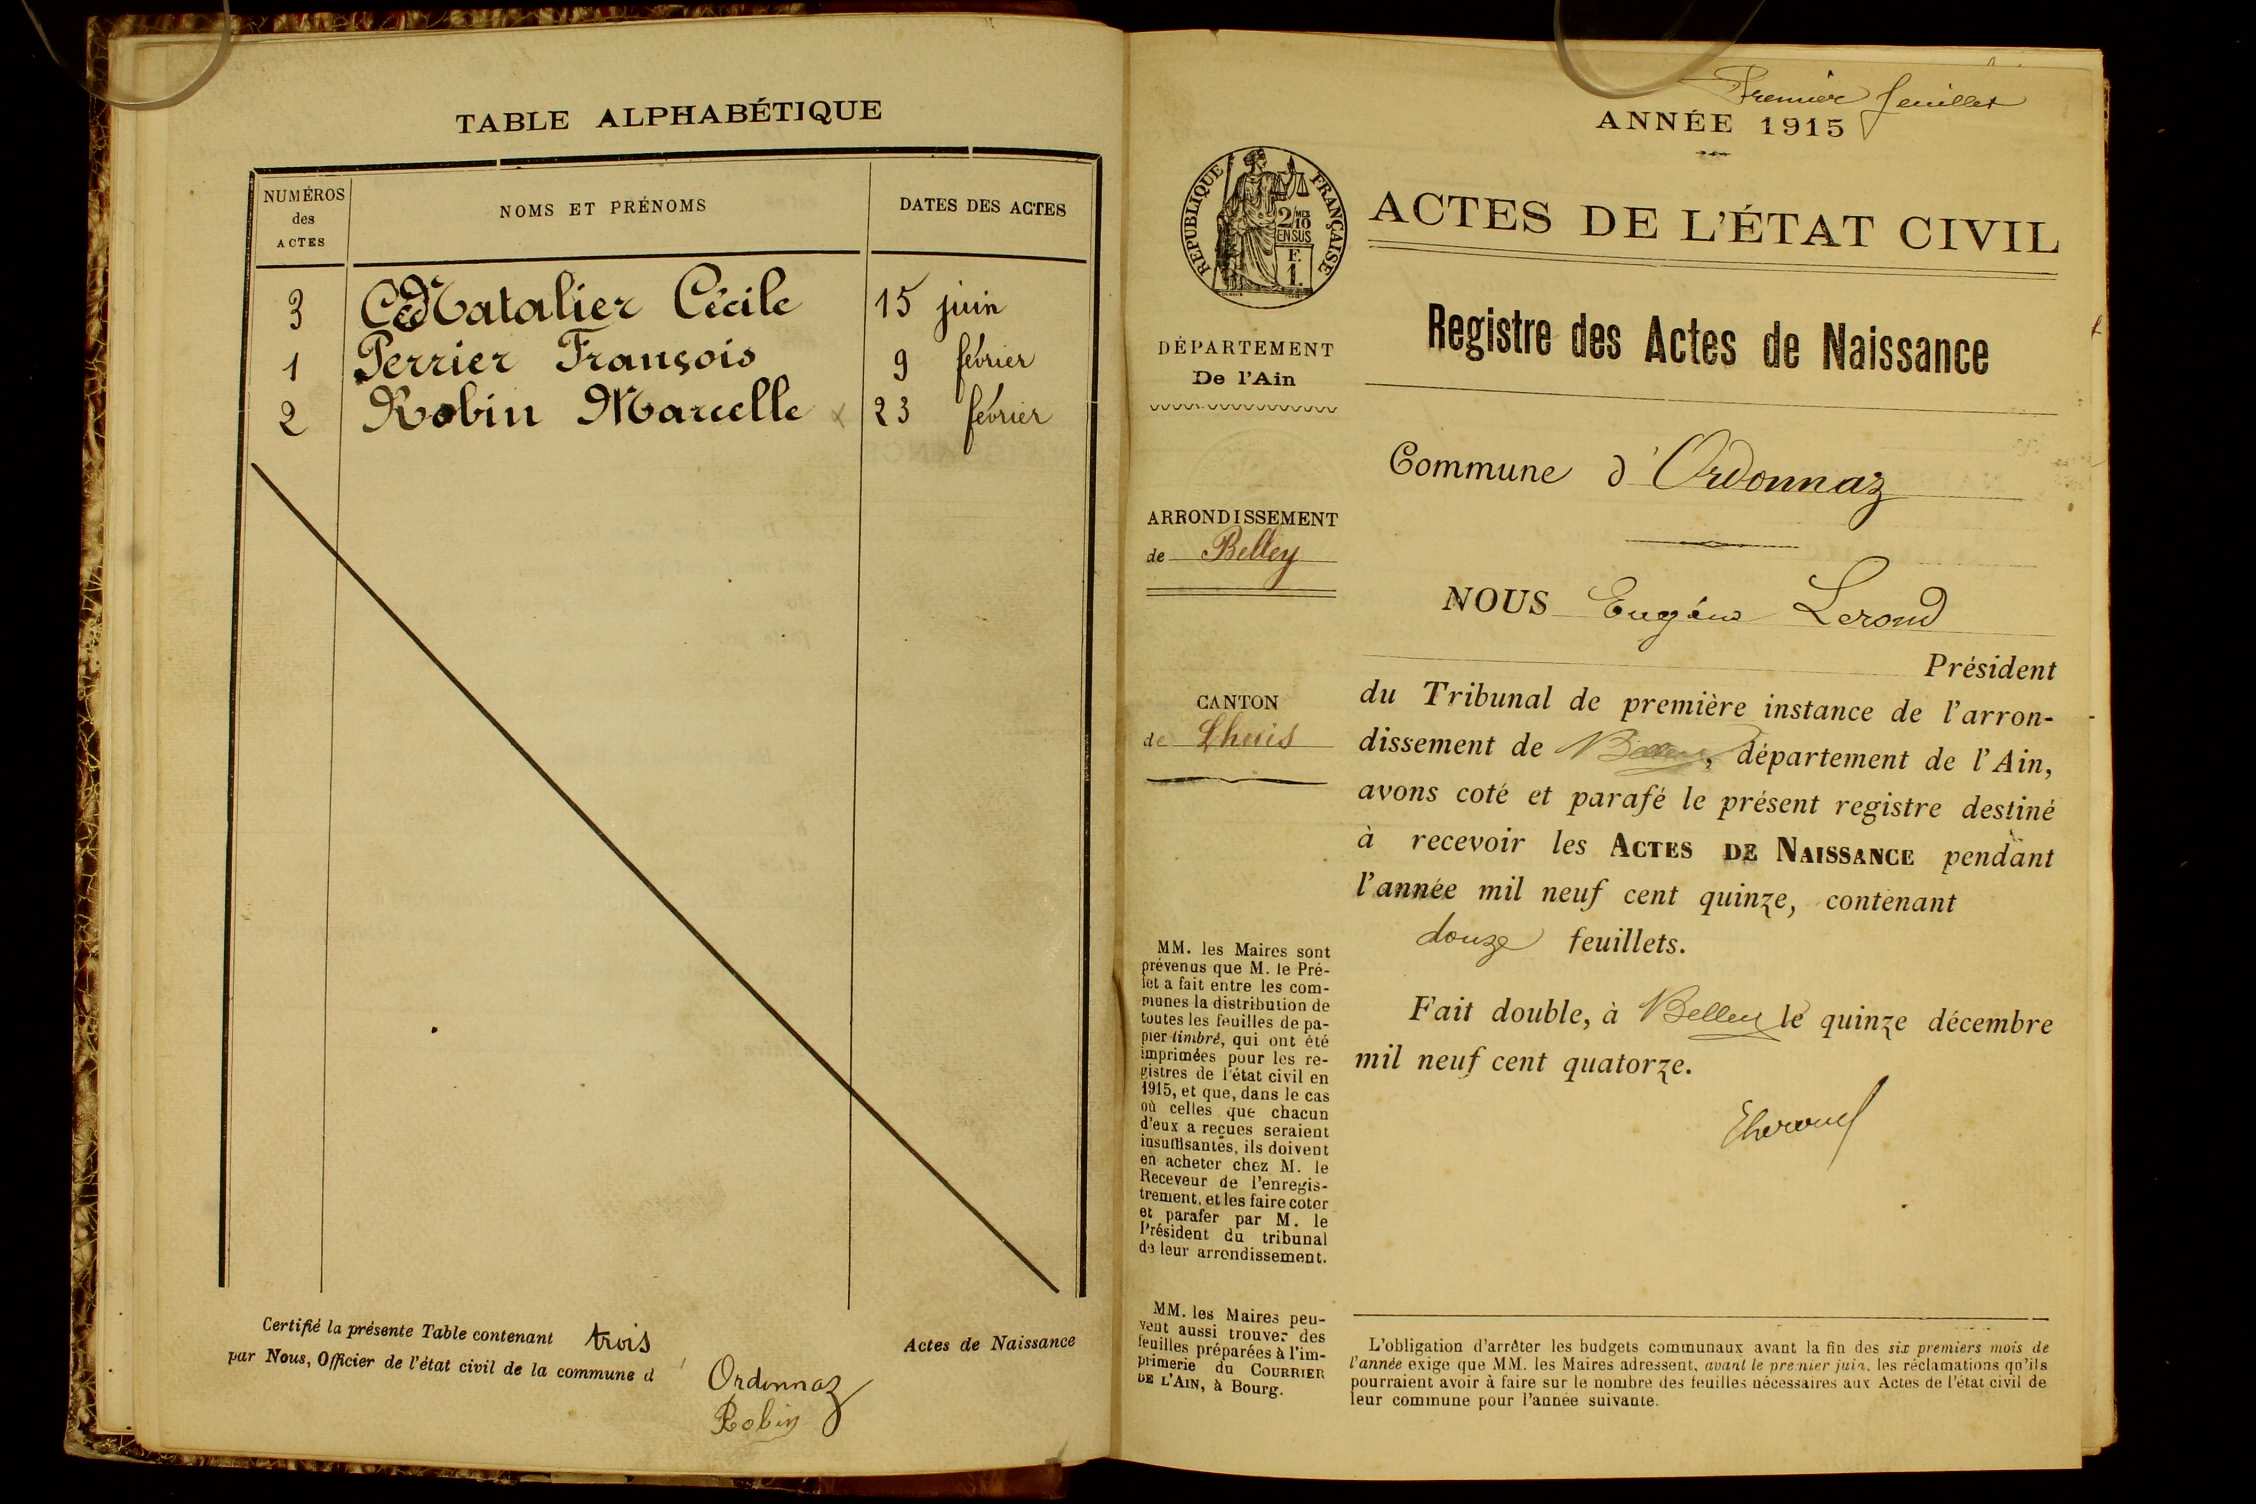 TABLE ALPHABÉTIQUE
NUMÉROS des ACTES
NOMS ET PRÉNOMS
DATES DES ACTES
3 Natalier Cécile 15 juin
1 Perrier François 9 février
2 Robin Marcelle 23 février
Certifié la présente Table contenant trois Actes de Naissance
par Nous, Officier de l'état civil de la commune d' Ordonnaz
Robin
Premier feuillet
ANNÉE 1915
RÉPUBLIQUE FRANÇAISE
2/10 MES
EN SUS
F.
1.
ACTES DE L'ÉTAT CIVIL
Registre des Actes de Naissance
DÉPARTEMENT
De l'Ain
ARRONDISSEMENT
de Belley
CANTON
de Lhuis
MM. les Maires sont
prévenus que M. le Pré-
fet a fait entre les com-
munes la distribution de
toutes les feuilles de pa-
pier timbré, qui ont été
imprimées pour les re-
gistres de l'état civil en
1915, et que, dans le cas
où celles que chacun
d'eux a reçues seraient
insuffisantes, ils doivent
en acheter chez M. le
Receveur de l'enregis-
trement, et les faire coter
et parafer par M. le
Président du tribunal
de leur arrondissement.
MM. les Maires peu-
vent aussi trouver des
feuilles préparées à l'im-
primerie du COURRIER
DE L'AIN, à Bourg.
Commune d'Ordonnaz
NOUS Eugène Lerond
Président
du Tribunal de première instance de l'arron-
dissement de Belley, département de l'Ain,
avons coté et parafé le présent registre destiné
à recevoir les ACTES DE NAISSANCE pendant
l'année mil neuf cent quinze, contenant
douze feuillets.
Fait double, à Belley le quinze décembre
mil neuf cent quatorze.
L'obligation d'arrêter les budgets communaux avant la fin des six premiers mois de
l'année exige que MM. les Maires adressent, avant le premier juin, les réclamations qu'ils
pourraient avoir à faire sur le nombre des feuilles nécessaires aux Actes de l'état civil de
leur commune pour l'année suivante.